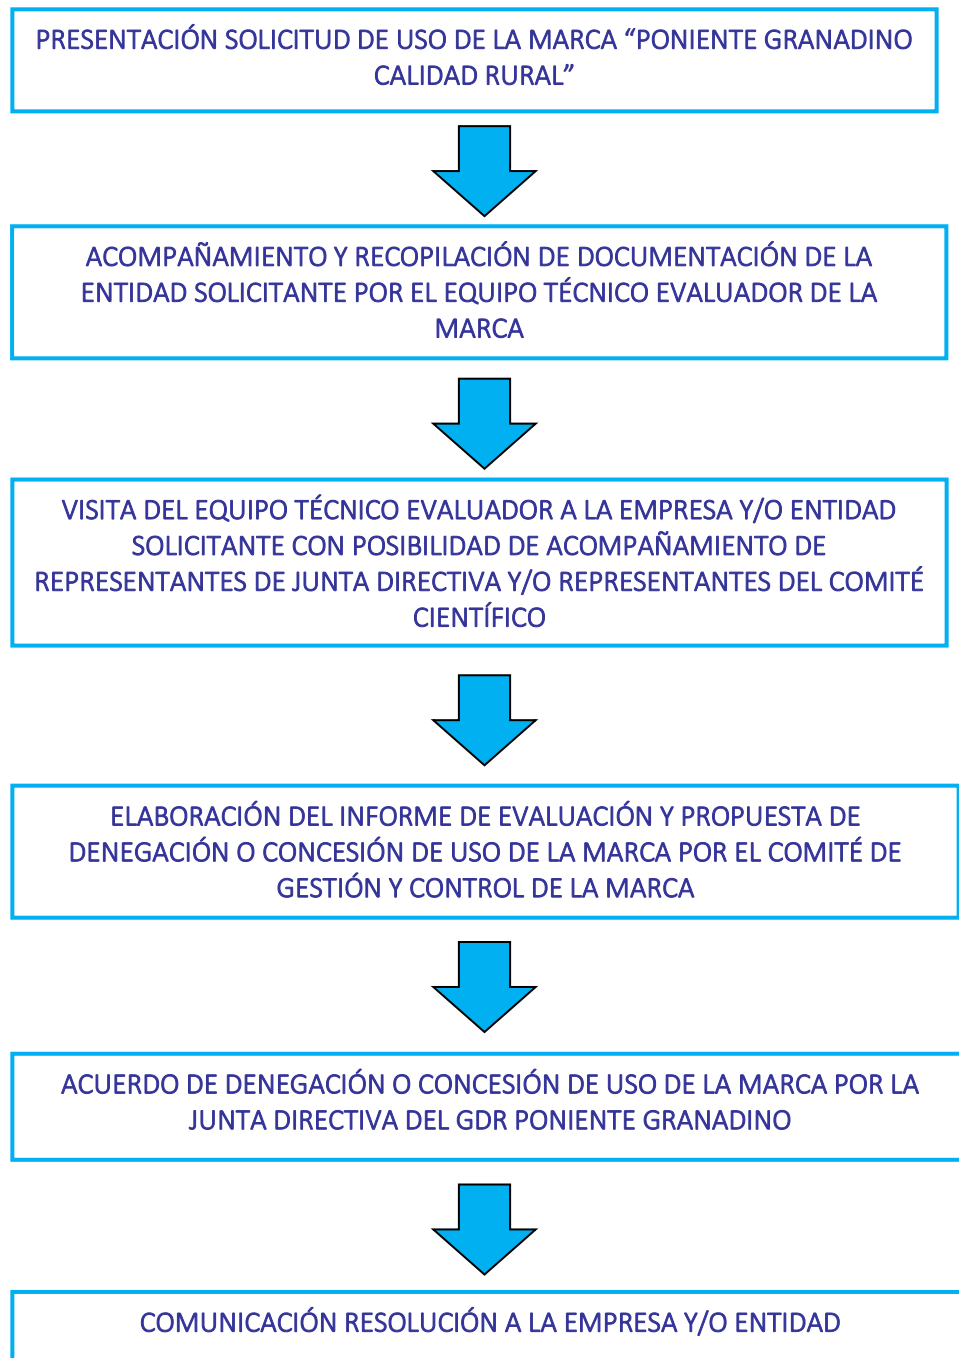 PRESENTACIÓN SOLICITUD DE USO DE LA MARCA “PONIENTE GRANADINO
CALIDAD RURAL”
ACOMPAÑAMIENTO Y RECOPILACIÓN DE DOCUMENTACIÓN DE LA
ENTIDAD SOLICITANTE POR EL EQUIPO TÉCNICO EVALUADOR DE LA
MARCA
VISITA DEL EQUIPO TÉCNICO EVALUADOR A LA EMPRESA Y/O ENTIDAD
SOLICITANTE CON POSIBILIDAD DE ACOMPAÑAMIENTO DE
REPRESENTANTES DE JUNTA DIRECTIVA Y/O REPRESENTANTES DEL COMITÉ
CIENTÍFICO
ELABORACIÓN DEL INFORME DE EVALUACIÓN Y PROPUESTA DE
DENEGACIÓN O CONCESIÓN DE USO DE LA MARCA POR EL COMITÉ DE
GESTIÓN Y CONTROL DE LA MARCA
ACUERDO DE DENEGACIÓN O CONCESIÓN DE USO DE LA MARCA POR LA
JUNTA DIRECTIVA DEL GDR PONIENTE GRANADINO
COMUNICACIÓN RESOLUCIÓN A LA EMPRESA Y/O ENTIDAD